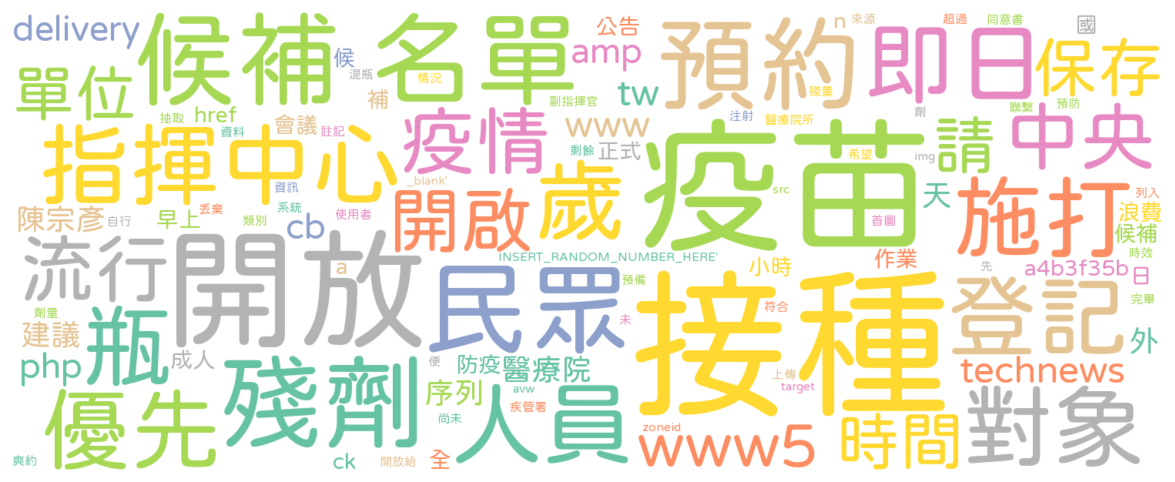 delivery
候補
名單
候
混瓶
情況
補
公告
amp
n
來源
預約
即日
超過
同意書
國
保存
單位
抽取
href
副指揮官
tw
殘量
注射
醫療院所
劑
聯繫
預防
指揮中心
資料
會議
註記
疫情
www
剩餘
正式
疫苗
希望
img
請
中央
資訊
_blank'
歲
src
天
施打
列入
浪費
陳宗彥
自行
早上
丟棄
類別
系統
使用者
cb
開啟
首圖
候補
時效
流行
開放
a
INSERT_RANDOM_NUMBER_HERE'
民眾
小時
預備
作業
先
a4b3f35b
日
完畢
劑量
建議
瓶
未
接種
符合
登記
外
php
成人
殘劑
便
防疫
醫療院
序列
avw
疾管署
尚未
上傳
target
technews
優先
人員
zoneid
www5
時間
對象
爽約
ck
開放給
全